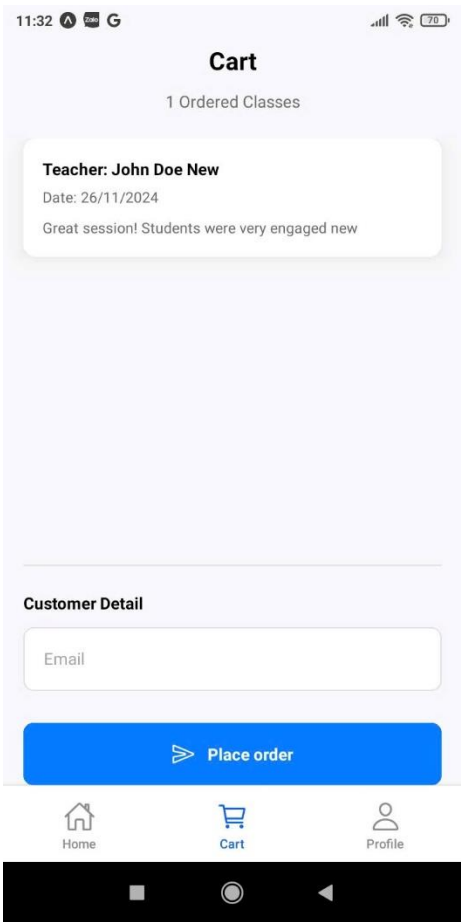 11:32 Zalo G 70
Cart
1 Ordered Classes
Teacher: John Doe New
Date: 26/11/2024
Great session! Students were very engaged new
Customer Detail
Email
Place order
Home Cart Profile